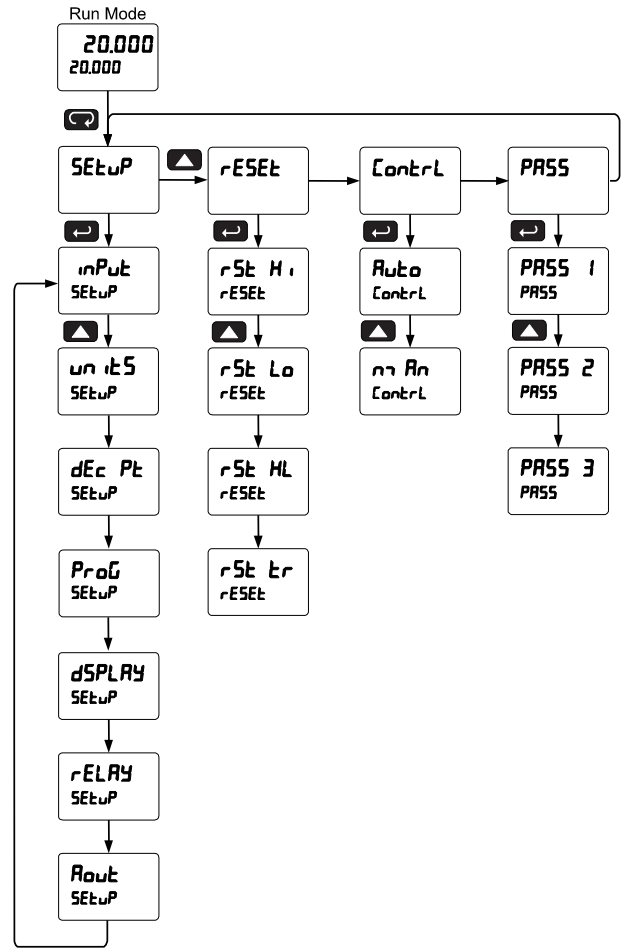 Run Mode
20.000
20.000
SEtuP
rESEt
ContrL
PASS
inPut
SEtuP
rSt Hi
rESEt
Auto
ContrL
PASS 1
PASS
unitS
SEtuP
rSt Lo
rESEt
mAn
ContrL
PASS 2
PASS
dEc Pt
SEtuP
rSt HL
rESEt
PASS 3
PASS
ProG
SEtuP
rSt tr
rESEt
dSPLAY
SEtuP
rELAY
SEtuP
Aout
SEtuP